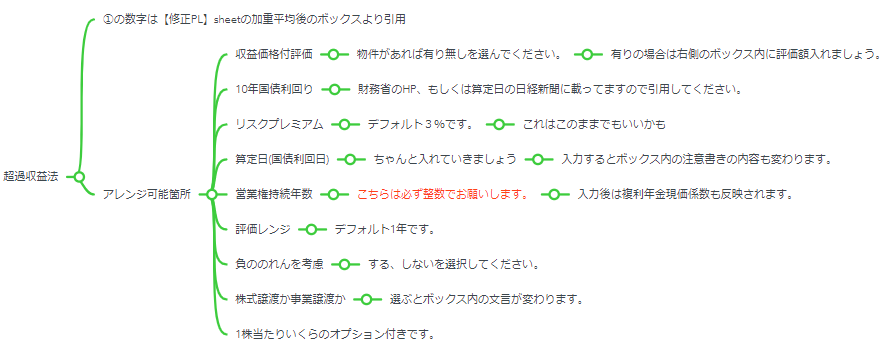 ①の数字は【修正PL】sheetの加重平均後のボックスより引用
収益価格付評価 物件があれば有り無しを選んでください。 有りの場合は右側のボックス内に評価額入れましょう。
10年国債利回り 財務省のHP、もしくは算定日の日経新聞に載ってますので引用してください。
リスクプレミアム デフォルト３％です。 これはこのままでもいいかも
算定日(国債利回日) ちゃんと入れていきましょう 入力するとボックス内の注意書きの内容も変わります。
超過収益法
アレンジ可能箇所
営業権持続年数 こちらは必ず整数でお願いします。 入力後は複利年金現価係数も反映されます。
評価レンジ デフォルト1年です。
負ののれんを考慮 する、しないを選択してください。
株式譲渡か事業譲渡か 選ぶとボックス内の文言が変わります。
1株当たりいくらのオプション付きです。